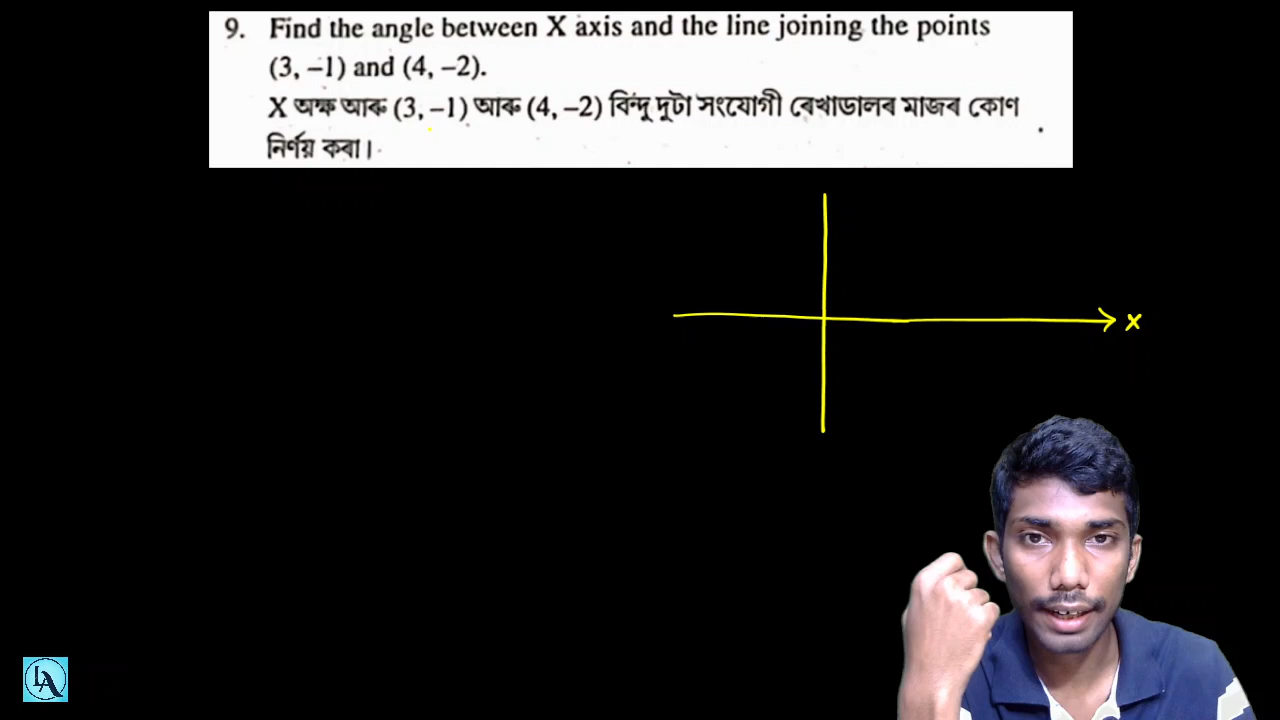 9. Find the angle between X axis and the line joining the points
(3, –1) and (4, –2).
X অক্ষ আৰু (3, –1) আৰু (4, –2) বিন্দু দুটা সংযোগী ৰেখাডালৰ মাজৰ কোণ
নিৰ্ণয় কৰা।
x
LA